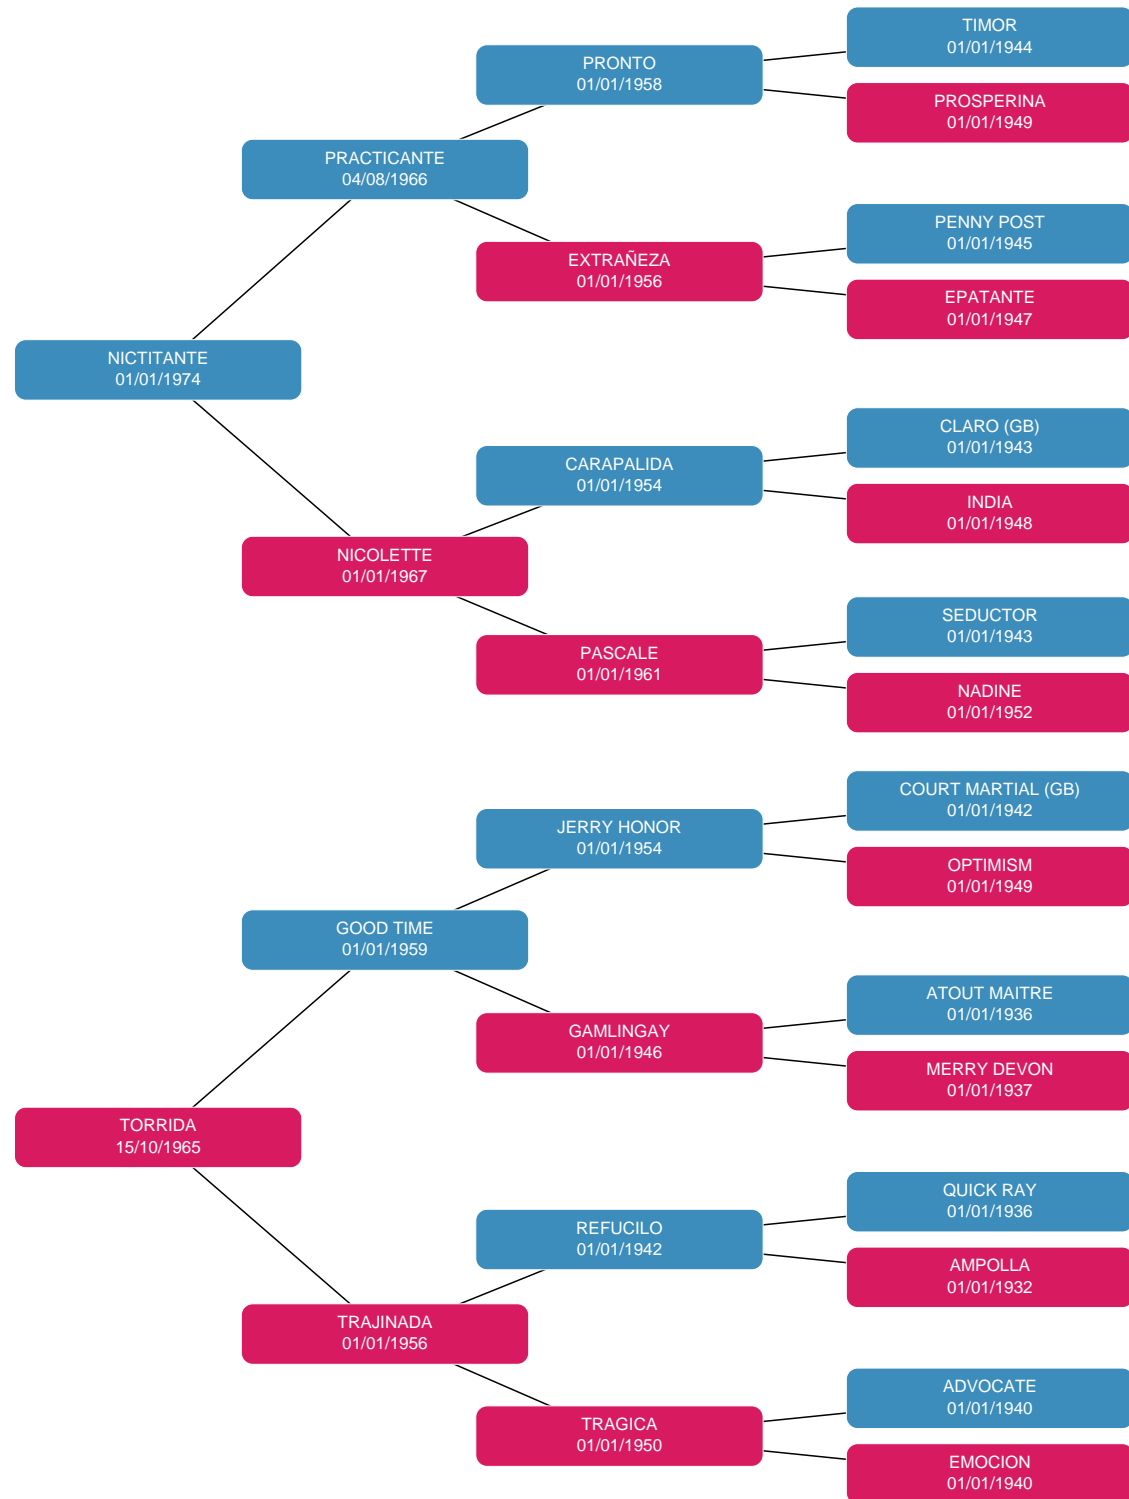 TIMOR
01/01/1944
PRONTO
01/01/1958
PROSPERINA
01/01/1949
PRACTICANTE
04/08/1966
PENNY POST
01/01/1945
EXTRAÑEZA
01/01/1956
EPATANTE
01/01/1947
NICTITANTE
01/01/1974
CLARO (GB)
01/01/1943
CARAPALIDA
01/01/1954
INDIA
01/01/1948
NICOLETTE
01/01/1967
SEDUCTOR
01/01/1943
PASCALE
01/01/1961
NADINE
01/01/1952
COURT MARTIAL (GB)
01/01/1942
JERRY HONOR
01/01/1954
OPTIMISM
01/01/1949
GOOD TIME
01/01/1959
ATOUT MAITRE
01/01/1936
GAMLINGAY
01/01/1946
MERRY DEVON
01/01/1937
TORRIDA
15/10/1965
QUICK RAY
01/01/1936
REFUCILO
01/01/1942
AMPOLLA
01/01/1932
TRAJINADA
01/01/1956
ADVOCATE
01/01/1940
TRAGICA
01/01/1950
EMOCION
01/01/1940